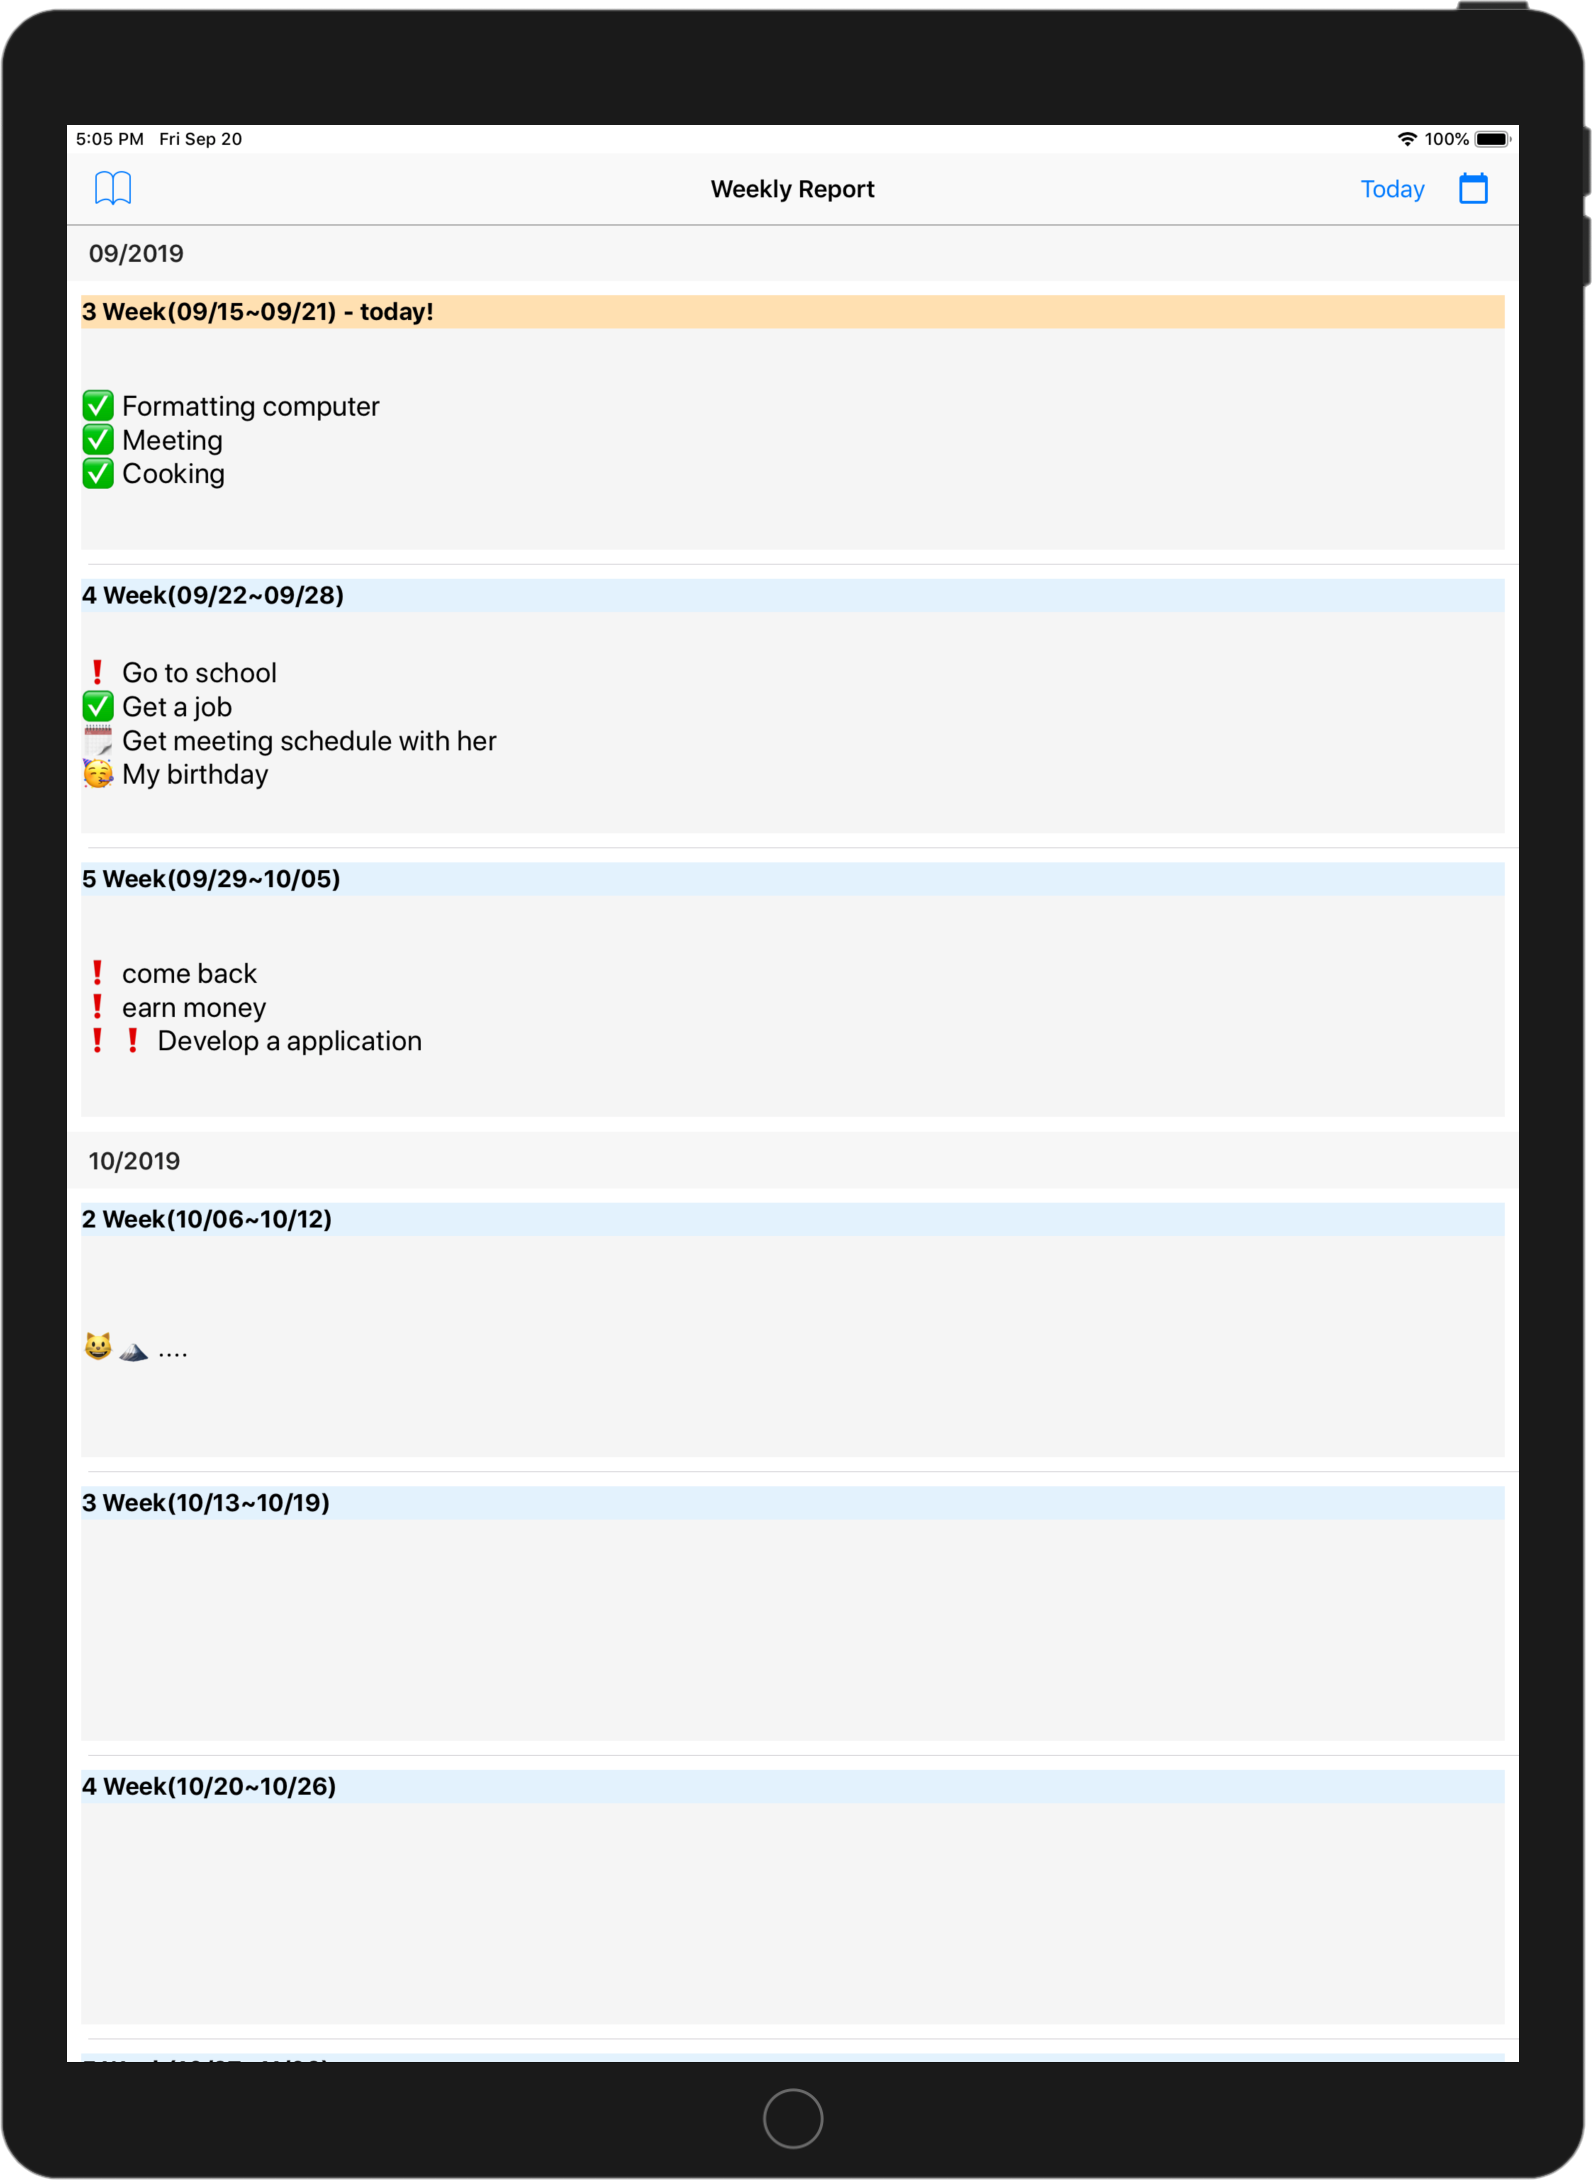 5:05 PM Fri Sep 20 100%
Weekly Report Today
09/2019
3 Week(09/15~09/21) - today!
✅ Formatting computer
✅ Meeting
✅ Cooking
4 Week(09/22~09/28)
❗ Go to school
✅ Get a job
🗓 Get meeting schedule with her
🥳 My birthday
5 Week(09/29~10/05)
❗ come back
❗ earn money
❗❗ Develop a application
10/2019
2 Week(10/06~10/12)
😺⛰ ....
3 Week(10/13~10/19)
4 Week(10/20~10/26)